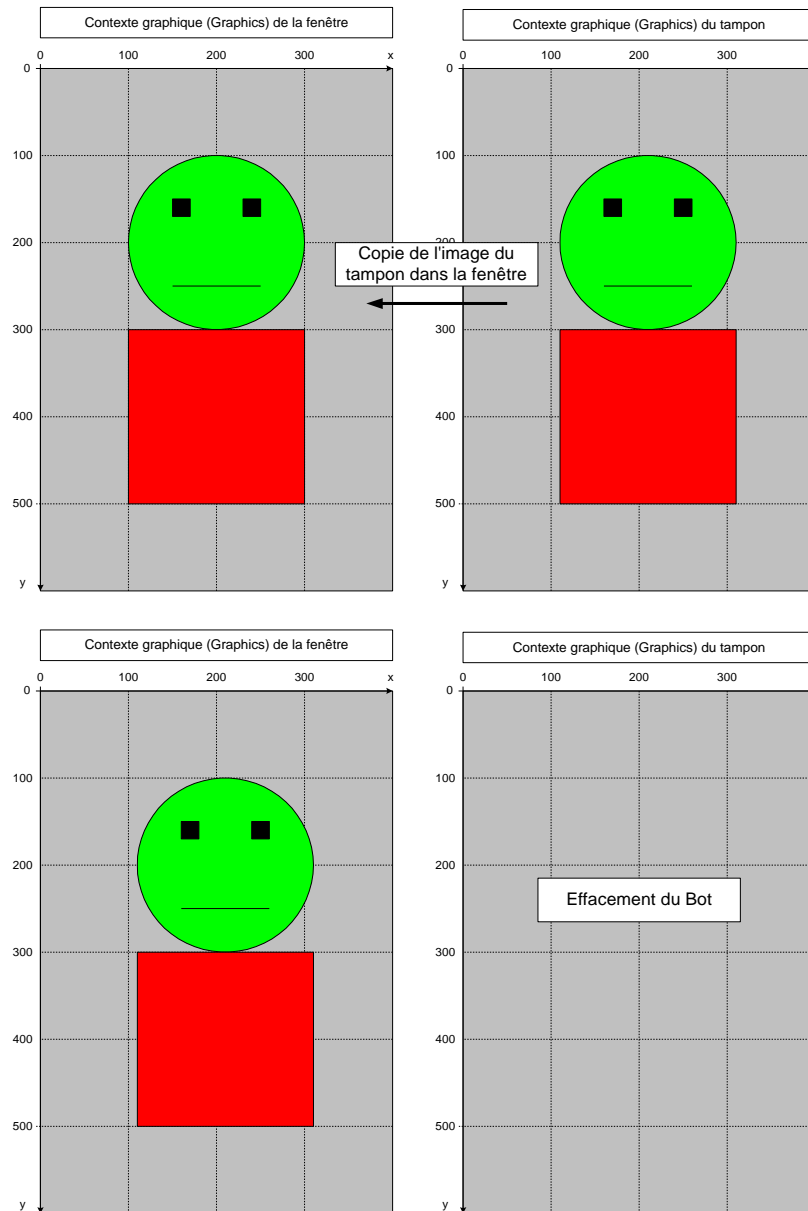 Contexte graphique (Graphics) de la fenêtre
Contexte graphique (Graphics) du tampon
0 100 200 300 x
0 100 200 300
0
100
200
300
400
500
y
0
100
200
300
400
500
y
Copie de l'image du
tampon dans la fenêtre
Contexte graphique (Graphics) de la fenêtre
Contexte graphique (Graphics) du tampon
0 100 200 300 x
0 100 200 300
0
100
200
300
400
500
y
0
100
200
300
400
500
y
Effacement du Bot